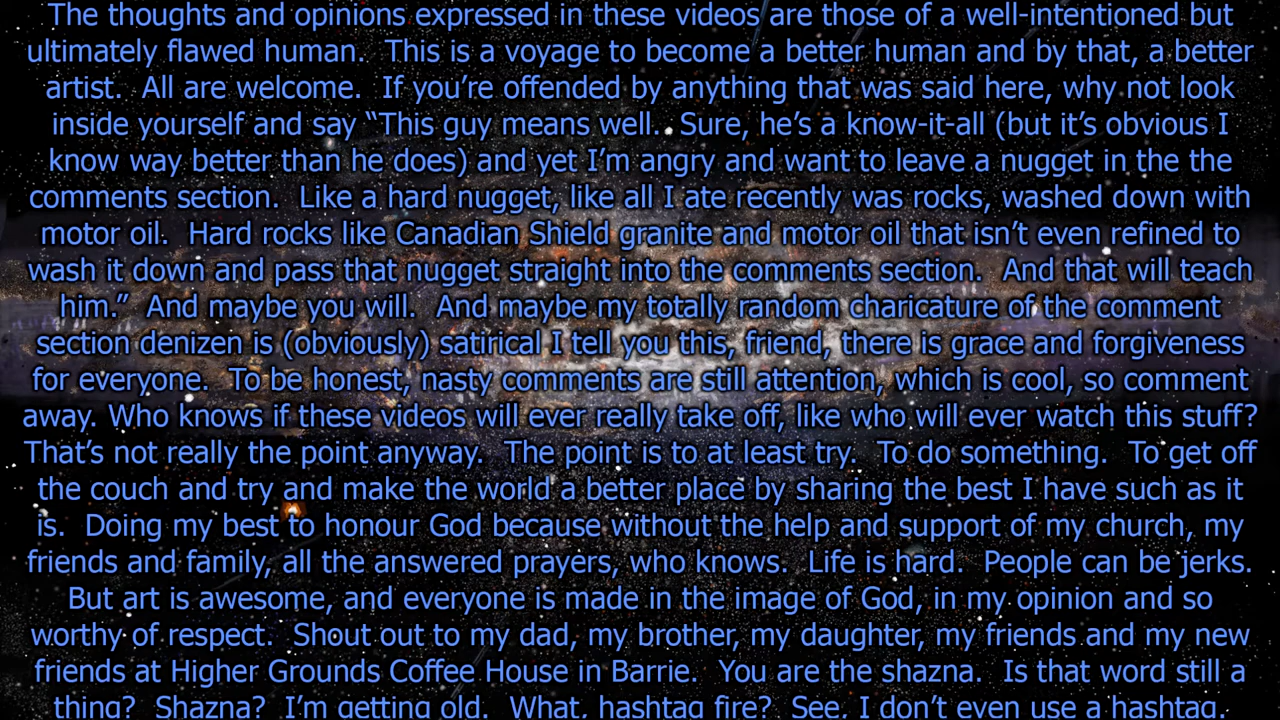 The thoughts and opinions expressed in these videos are those of a well-intentioned but
ultimately flawed human.  This is a voyage to become a better human and by that, a better
artist.  All are welcome.  If you’re offended by anything that was said here, why not look
inside yourself and say “This guy means well.  Sure, he’s a know-it-all (but it’s obvious I
know way better than he does) and yet I’m angry and want to leave a nugget in the the
comments section.  Like a hard nugget, like all I ate recently was rocks, washed down with
motor oil.  Hard rocks like Canadian Shield granite and motor oil that isn’t even refined to
wash it down and pass that nugget straight into the comments section.  And that will teach
him.”  And maybe you will.  And maybe my totally random charicature of the comment
section denizen is (obviously) satirical I tell you this, friend, there is grace and forgiveness
for everyone.  To be honest, nasty comments are still attention, which is cool, so comment
away. Who knows if these videos will ever really take off, like who will ever watch this stuff?
That’s not really the point anyway.  The point is to at least try.  To do something.  To get off
the couch and try and make the world a better place by sharing the best I have such as it
is.  Doing my best to honour God because without the help and support of my church, my
friends and family, all the answered prayers, who knows.  Life is hard.  People can be jerks.
But art is awesome, and everyone is made in the image of God, in my opinion and so
worthy of respect.  Shout out to my dad, my brother, my daughter, my friends and my new
friends at Higher Grounds Coffee House in Barrie.  You are the shazna.  Is that word still a
thing?  Shazna?  I’m getting old.  What, hashtag fire?  See, I don’t even use a hashtag.